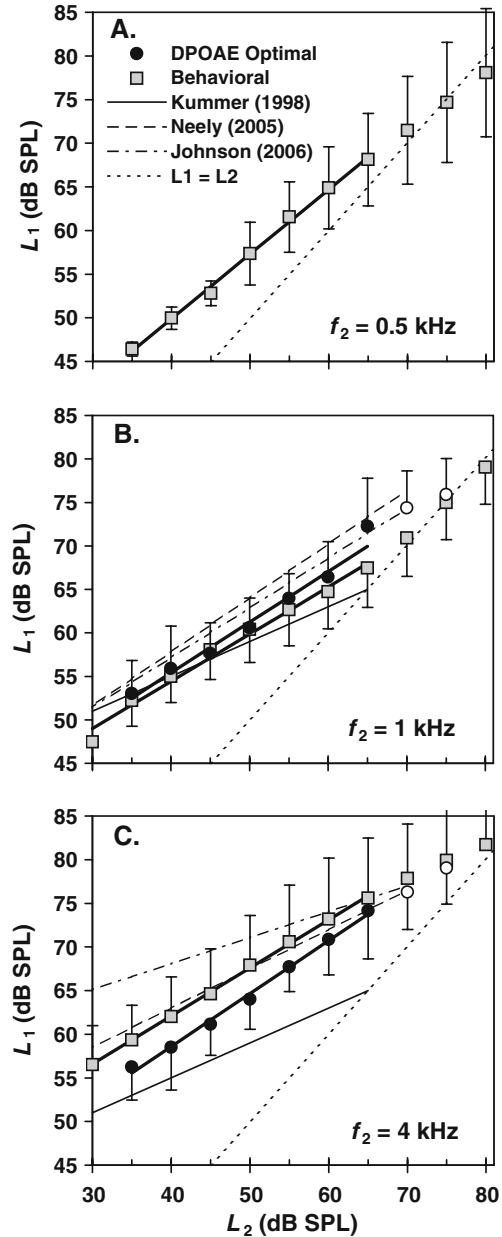 A.
DPOAE Optimal
Behavioral
Kummer (1998)
Neely (2005)
Johnson (2006)
L1 = L2
85
80
75
70
65
60
55
50
45
L1 (dB SPL)
f2 = 0.5 kHz
B.
85
80
75
70
65
60
55
50
45
L1 (dB SPL)
f2 = 1 kHz
C.
85
80
75
70
65
60
55
50
45
L1 (dB SPL)
f2 = 4 kHz
30 40 50 60 70 80
L2 (dB SPL)